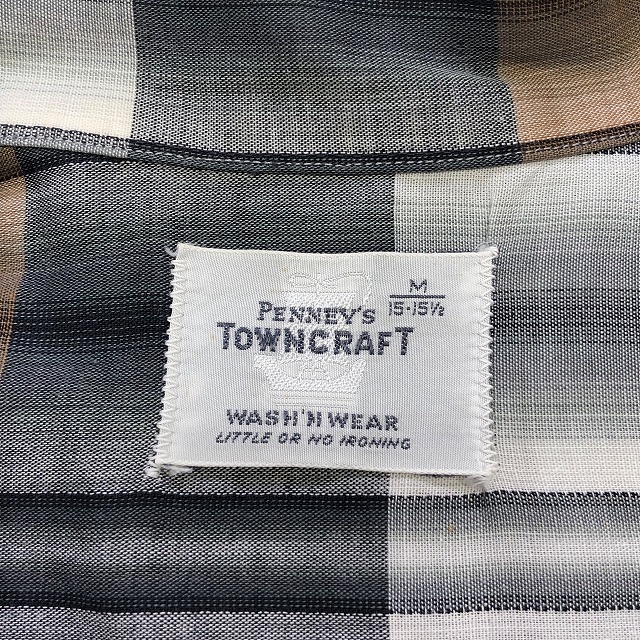 PENNEY'S
TOWNCRAFT
M
15-15½
WASH'N WEAR
LITTLE OR NO IRONING